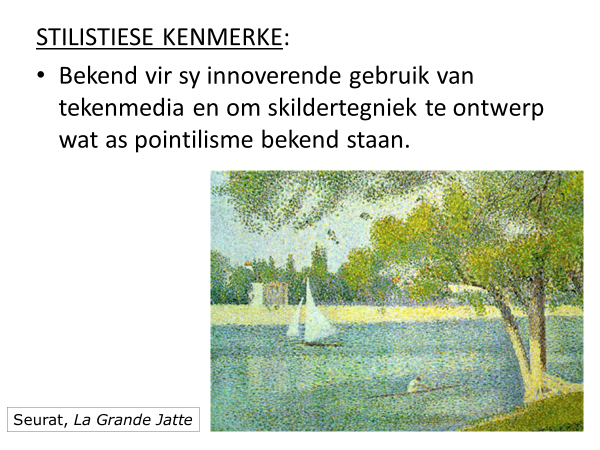 STILISTIESE KENMERKE:
• Bekend vir sy innoverende gebruik van
tekenmedia en om skildertegniek te ontwerp
wat as pointilisme bekend staan.
Seurat, La Grande Jatte